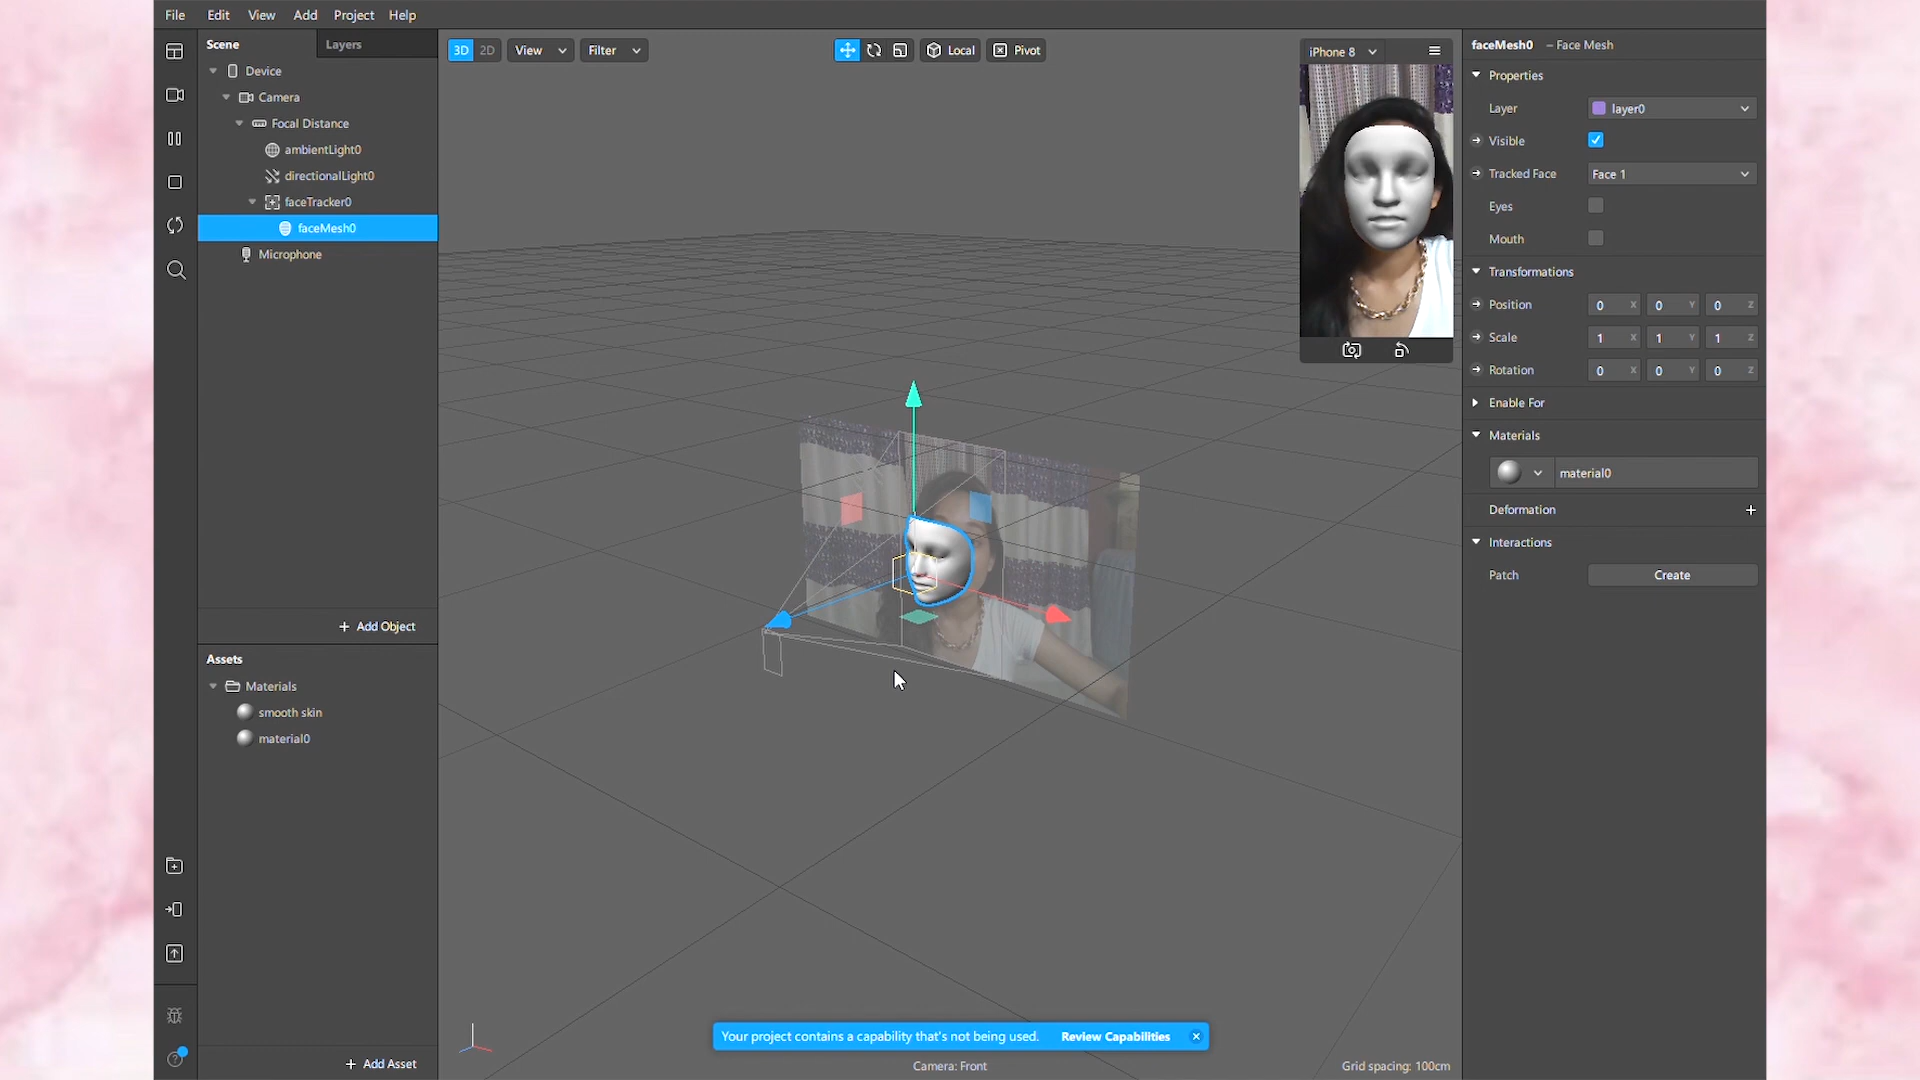 File Edit View Add Project Help
Scene Layers
Device
Camera
Focal Distance
ambientLight0
directionalLight0
faceTracker0
faceMesh0
Microphone
+ Add Object
Assets
Materials
smooth skin
material0
+ Add Asset
3D 2D View Filter Local Pivot
iPhone 8
Your project contains a capability that's not being used. Review Capabilities
Camera: Front
Grid spacing: 100cm
faceMesh0 – Face Mesh
Properties
Layer layer0
Visible
Tracked Face Face 1
Eyes
Mouth
Transformations
Position 0 X 0 Y 0 Z
Scale 1 X 1 Y 1 Z
Rotation 0 X 0 Y 0 Z
Enable For
Materials
material0
Deformation +
Interactions
Patch Create